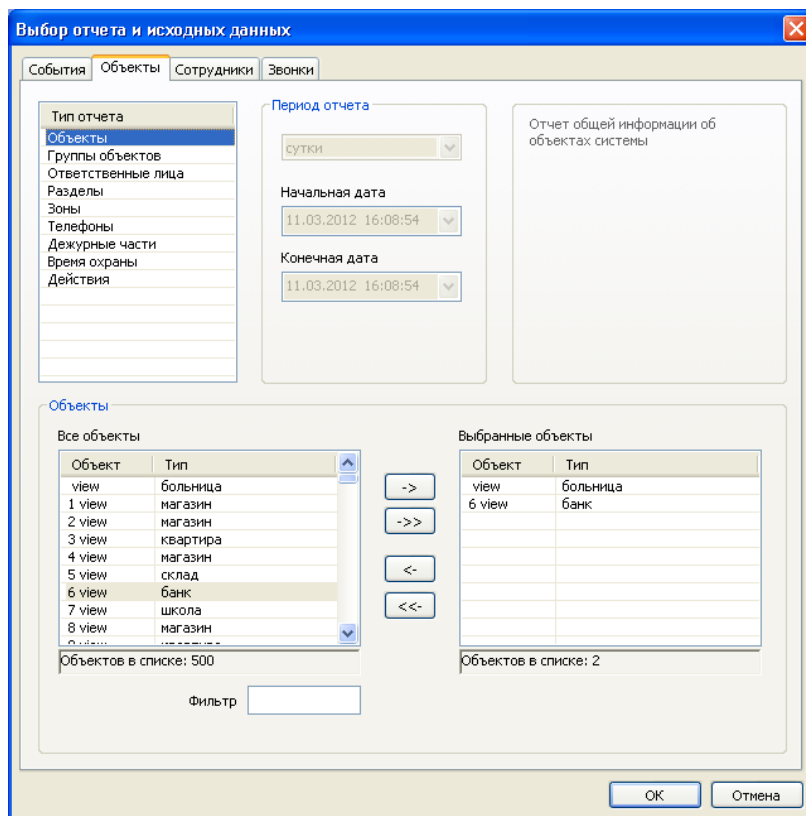 Выбор отчета и исходных данных
События Объекты Сотрудники Звонки
Тип отчета
Объекты
Группы объектов
Ответственные лица
Разделы
Зоны
Телефоны
Дежурные части
Время охраны
Действия
Период отчета
сутки
Начальная дата
11.03.2012 16:08:54
Конечная дата
11.03.2012 16:08:54
Отчет общей информации об
объектах системы
Объекты
Все объекты
Объект Тип
view больница
1 view магазин
2 view магазин
3 view квартира
4 view магазин
5 view склад
6 view банк
7 view школа
8 view магазин
Объектов в списке: 500
Фильтр
->
->>
<-
<<-
Выбранные объекты
Объект Тип
view больница
6 view банк
Объектов в списке: 2
OK Отмена